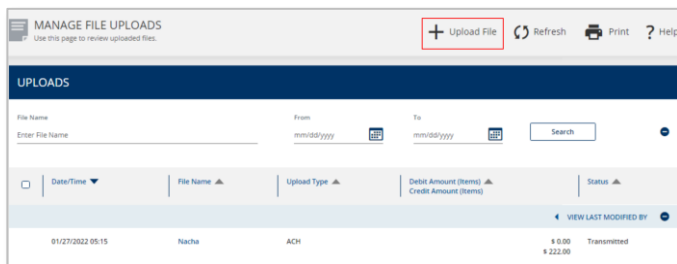 MANAGE FILE UPLOADS
Use this page to review uploaded files.
Upload File Refresh Print ? Help
UPLOADS
File Name From To
Enter File Name mm/dd/yyyy mm/dd/yyyy Search
Date/Time File Name Upload Type Debit Amount (Items) Status
Credit Amount (Items)
VIEW LAST MODIFIED BY
01/27/2022 05:15 Nacha ACH $ 0.00 Transmitted
$ 222.00